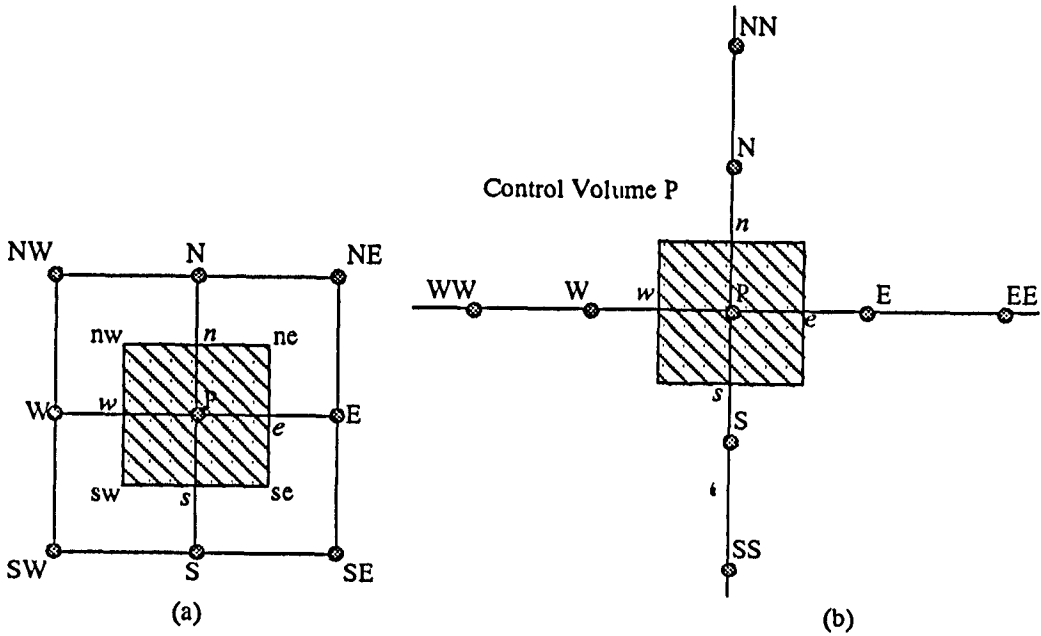 NW N NE
nw n ne
W w P E
e
sw s se
SW S SE
(a)
NN
N
Control Volume P
n
WW W w P E EE
e
s
S
SS
(b)